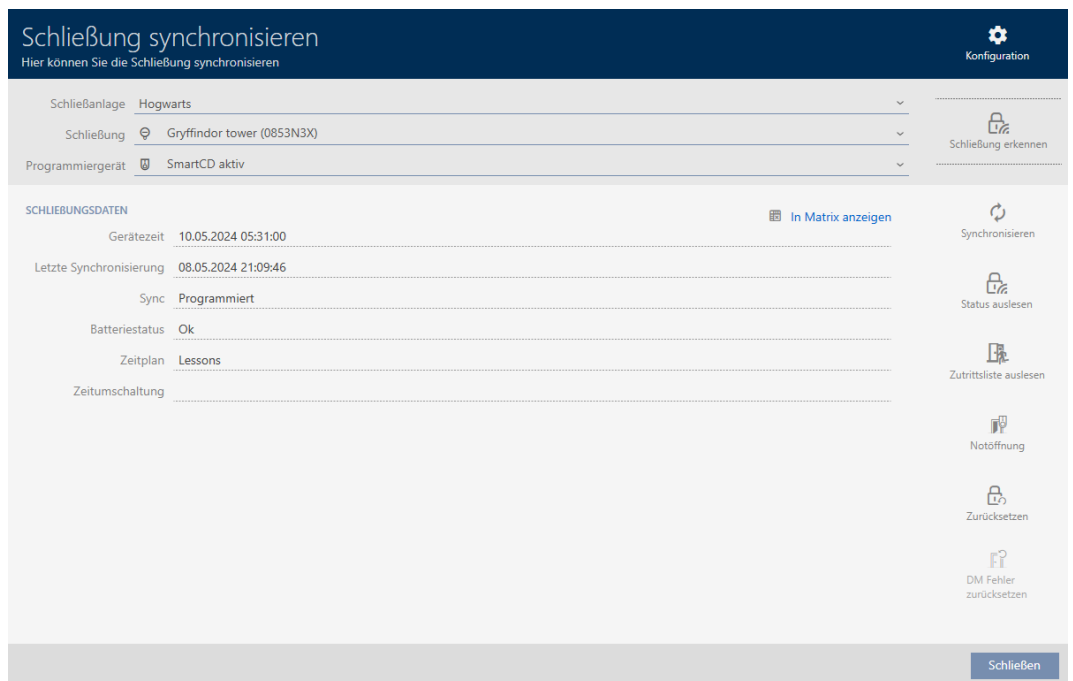 Schließung synchronisieren
Hier können Sie die Schließung synchronisieren
Konfiguration
Schließanlage Hogwarts
Schließung Gryffindor tower (0853N3X)
Programmiergerät SmartCD aktiv
Schließung erkennen
SCHLIEßUNGSDATEN
In Matrix anzeigen
Gerätezeit 10.05.2024 05:31:00
Letzte Synchronisierung 08.05.2024 21:09:46
Sync Programmiert
Batteriestatus Ok
Zeitplan Lessons
Zeitumschaltung
Synchronisieren
Status auslesen
Zutrittsliste auslesen
Notöffnung
Zurücksetzen
DM Fehler
zurücksetzen
Schließen